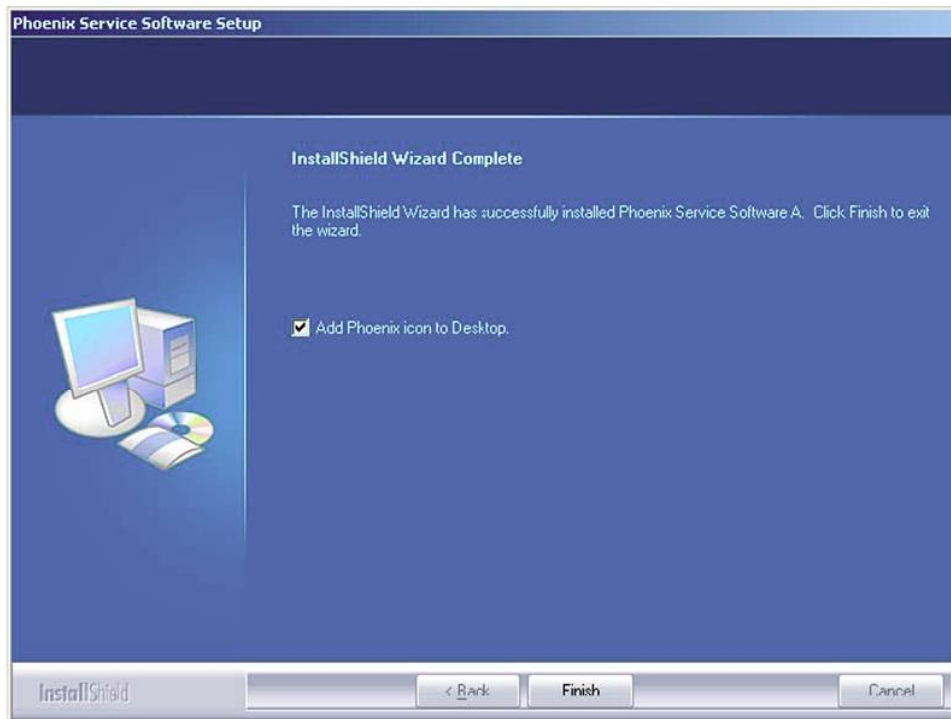 Phoenix Service Software Setup
InstallShield Wizard Complete
The InstallShield Wizard has successfully installed Phoenix Service Software A. Click Finish to exit
the wizard.
Add Phoenix icon to Desktop.
InstallShield
< Back
Finish
Cancel